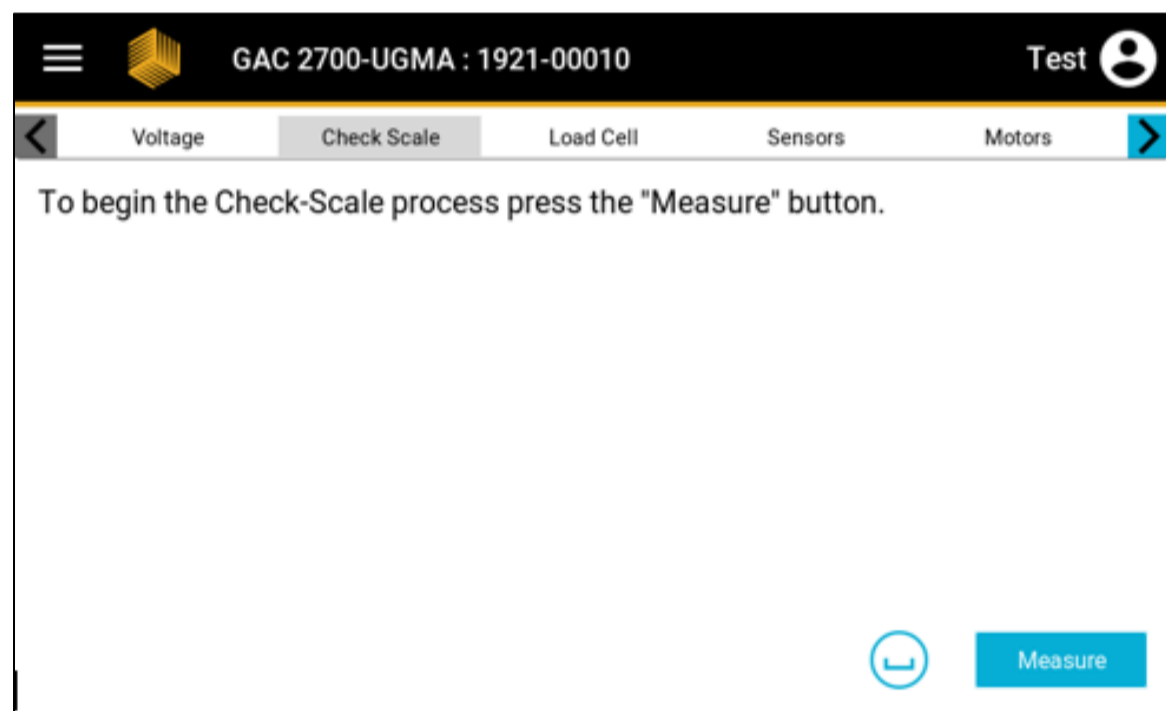 GAC 2700-UGMA : 1921-00010 Test
Voltage Check Scale Load Cell Sensors Motors
To begin the Check-Scale process press the "Measure" button.
Measure